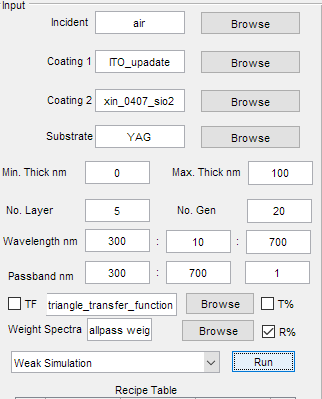 Input
Incident air Browse
Coating 1 ITO_upadate Browse
Coating 2 xin_0407_sio2 Browse
Substrate YAG Browse
Min. Thick nm 0 Max. Thick nm 100
No. Layer 5 No. Gen 20
Wavelength nm 300 : 10 : 700
Passband nm 300 : 700 1
TF triangle_transfer_function Browse T%
Weight Spectra allpass weig Browse R%
Weak Simulation Run
Recipe Table